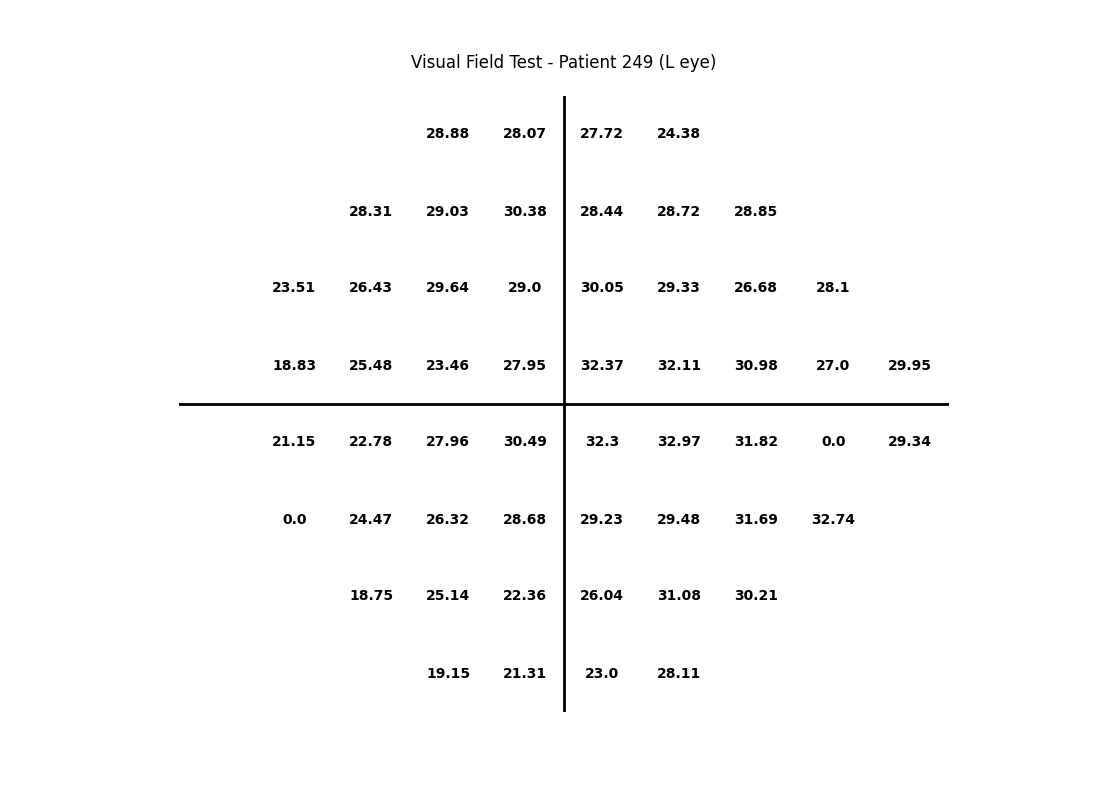 Visual Field Test - Patient 249 (L eye)
28.88 28.07 27.72 24.38
28.31 29.03 30.38 28.44 28.72 28.85
23.51 26.43 29.64 29.0 30.05 29.33 26.68 28.1
18.83 25.48 23.46 27.95 32.37 32.11 30.98 27.0 29.95
21.15 22.78 27.96 30.49 32.3 32.97 31.82 0.0 29.34
0.0 24.47 26.32 28.68 29.23 29.48 31.69 32.74
18.75 25.14 22.36 26.04 31.08 30.21
19.15 21.31 23.0 28.11